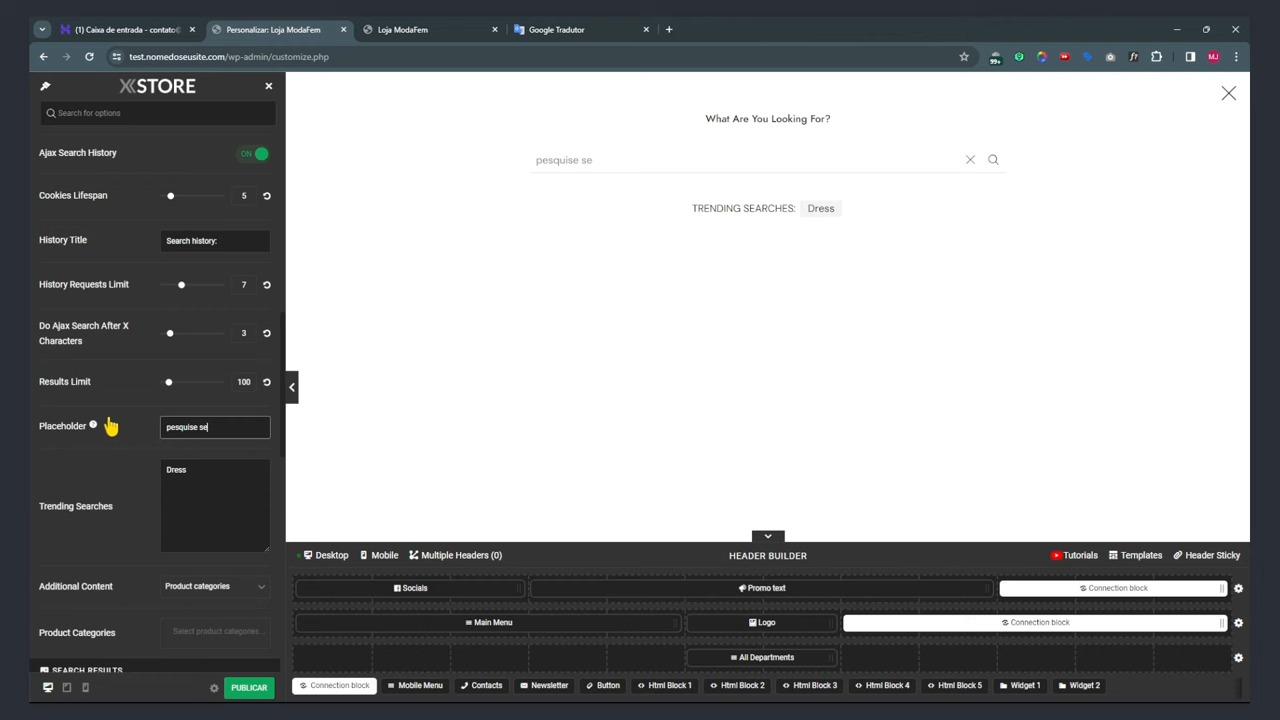 (1) Caixa de entrada - contato@
Personalizar: Loja ModaFem
Loja ModaFem
Google Tradutor
test.nomedoseusite.com/wp-admin/customize.php
99+
f?
MJ
XSTORE
Search for options
What Are You Looking For?
Ajax Search History
ON
pesquise se
Cookies Lifespan
5
TRENDING SEARCHES:
Dress
History Title
Search history:
History Requests Limit
7
Do Ajax Search After X
Characters
3
Results Limit
100
Placeholder
?
pesquise se
Dress
Trending Searches
Desktop
Mobile
Multiple Headers (0)
HEADER BUILDER
Tutorials
Templates
Header Sticky
Additional Content
Product categories
Socials
Promo text
Connection block
Main Menu
Logo
Connection block
Product Categories
Select product categories...
All Departments
SEARCH RESULTS
PUBLICAR
Connection block
Mobile Menu
Contacts
Newsletter
Button
Html Block 1
Html Block 2
Html Block 3
Html Block 4
Html Block 5
Widget 1
Widget 2